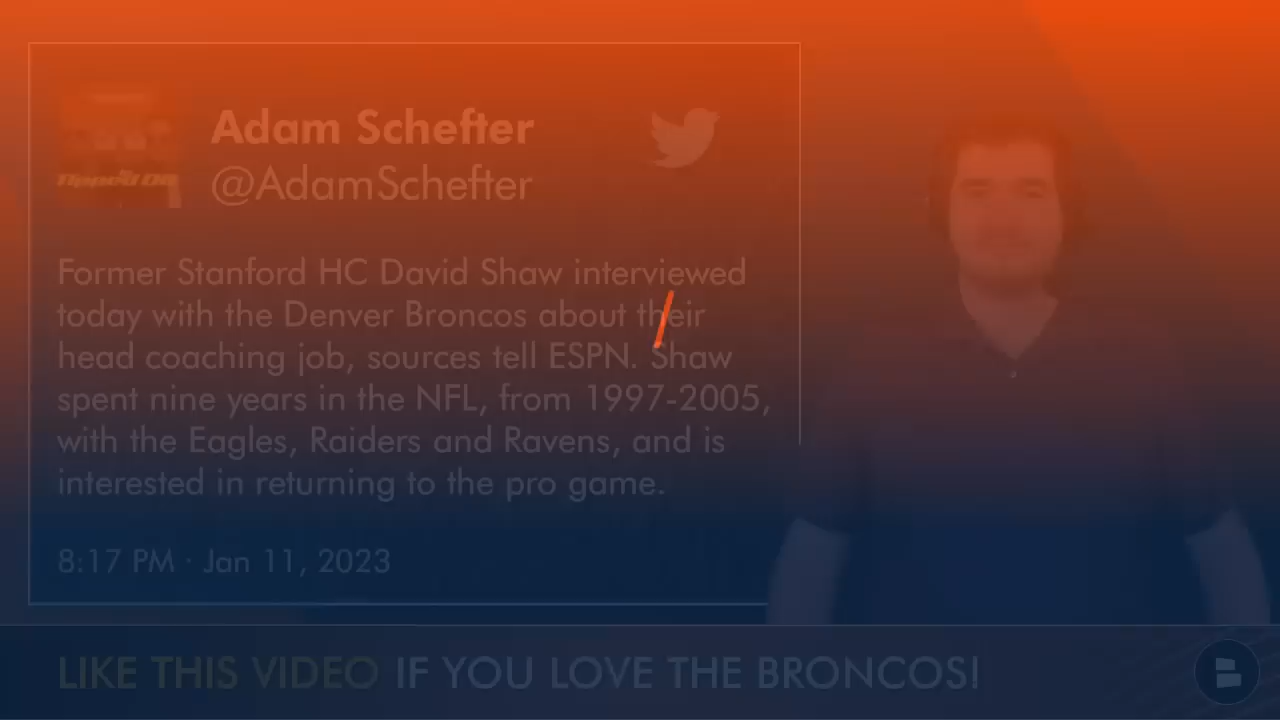 Adam Schefter
@AdamSchefter
Former Stanford HC David Shaw interviewed
today with the Denver Broncos about their
head coaching job, sources tell ESPN. Shaw
spent nine years in the NFL, from 1997-2005,
with the Eagles, Raiders and Ravens, and is
interested in returning to the pro game.
8:17 PM · Jan 11, 2023
LIKE THIS VIDEO IF YOU LOVE THE BRONCOS!